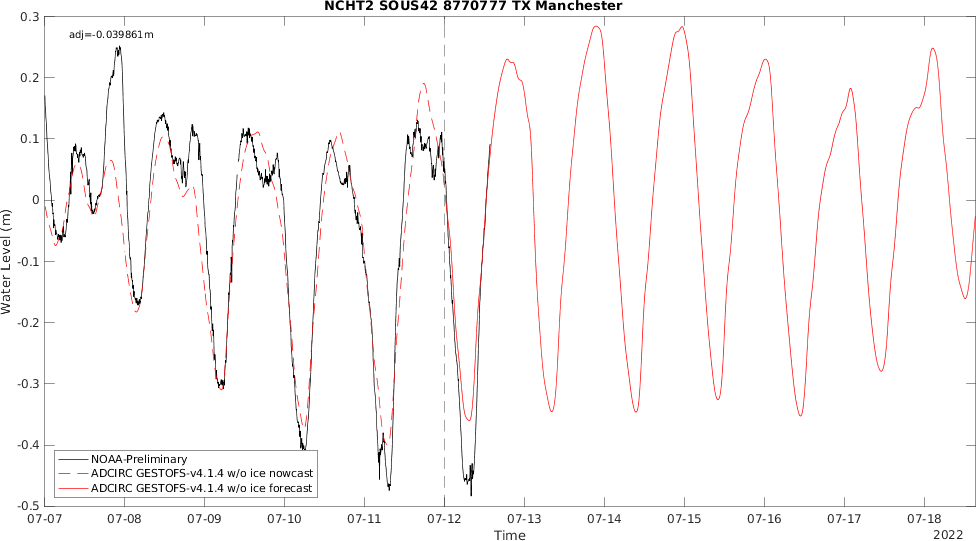 NCHT2 SOUS42 8770777 TX Manchester
adj=-0.039861m
0.3
0.2
0.1
0
-0.1
-0.2
-0.3
-0.4
-0.5
Water Level (m)
NOAA-Preliminary
ADCIRC GESTOFS-v4.1.4 w/o ice nowcast
ADCIRC GESTOFS-v4.1.4 w/o ice forecast
07-07 07-08 07-09 07-10 07-11 07-12 07-13 07-14 07-15 07-16 07-17 07-18
Time
2022